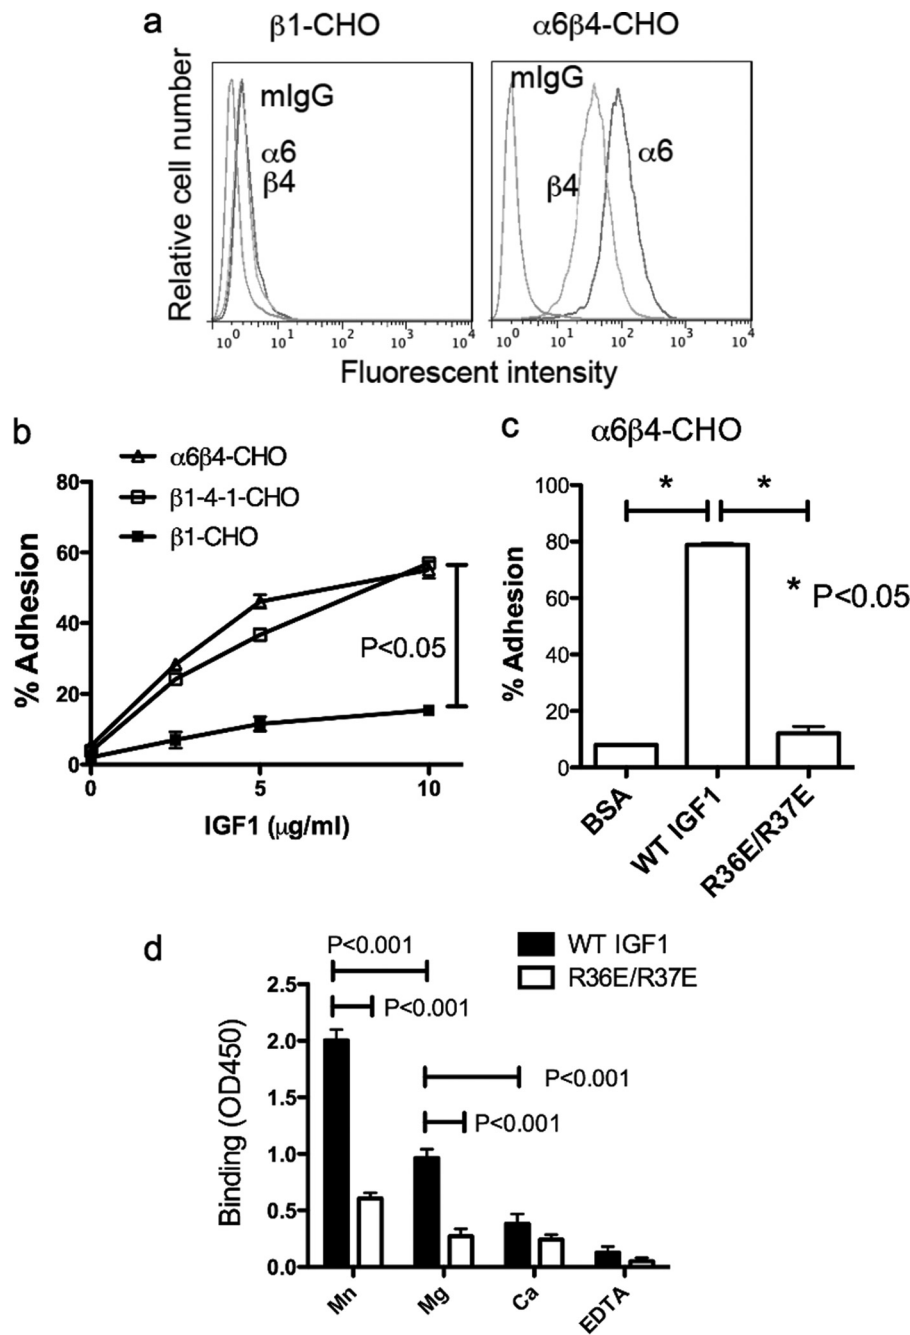 a
β1-CHO
α6β4-CHO
Relative cell number
mIgG
α6
β4
mIgG
β4
α6
10⁰ 10¹ 10² 10³ 10⁴
10⁰ 10¹ 10² 10³ 10⁴
Fluorescent intensity
b
α6β4-CHO
β1-4-1-CHO
β1-CHO
% Adhesion
80
60
40
20
0
P<0.05
0 5 10
IGF1 (μg/ml)
c
α6β4-CHO
% Adhesion
100
80
60
40
20
0
* *
* P<0.05
BSA
WT IGF1
R36E/R37E
d
WT IGF1
R36E/R37E
P<0.001
P<0.001
P<0.001
P<0.001
Binding (OD450)
2.5
2.0
1.5
1.0
0.5
0.0
Mn
Mg
Ca
EDTA